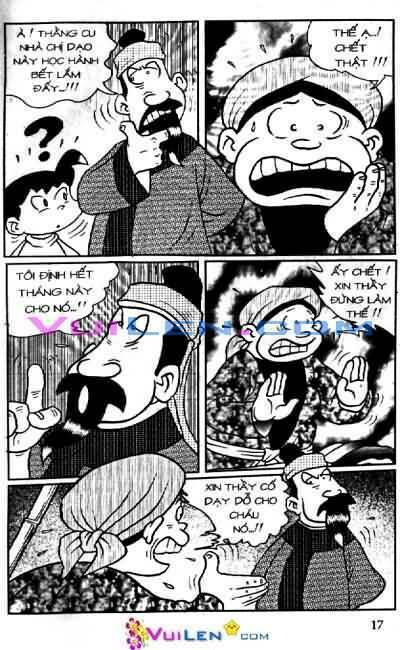 À! THẰNG CU
NHÀ CHỊ DẠO
NÀY HỌC HÀNH
BẾT LẮM
ĐẤY...!!!
THẾ Ạ...!
CHẾT
THẬT !!!
?
TÔI ĐỊNH HẾT
THÁNG NÀY
CHO NÓ...!!
ẤY CHẾT !
XIN THẦY
ĐỪNG LÀM
THẾ !!
VUILEN.COM
XIN THẦY CỐ
DẠY DỖ CHO
CHÁU
NÓ...!!
17
VUILEN.COM